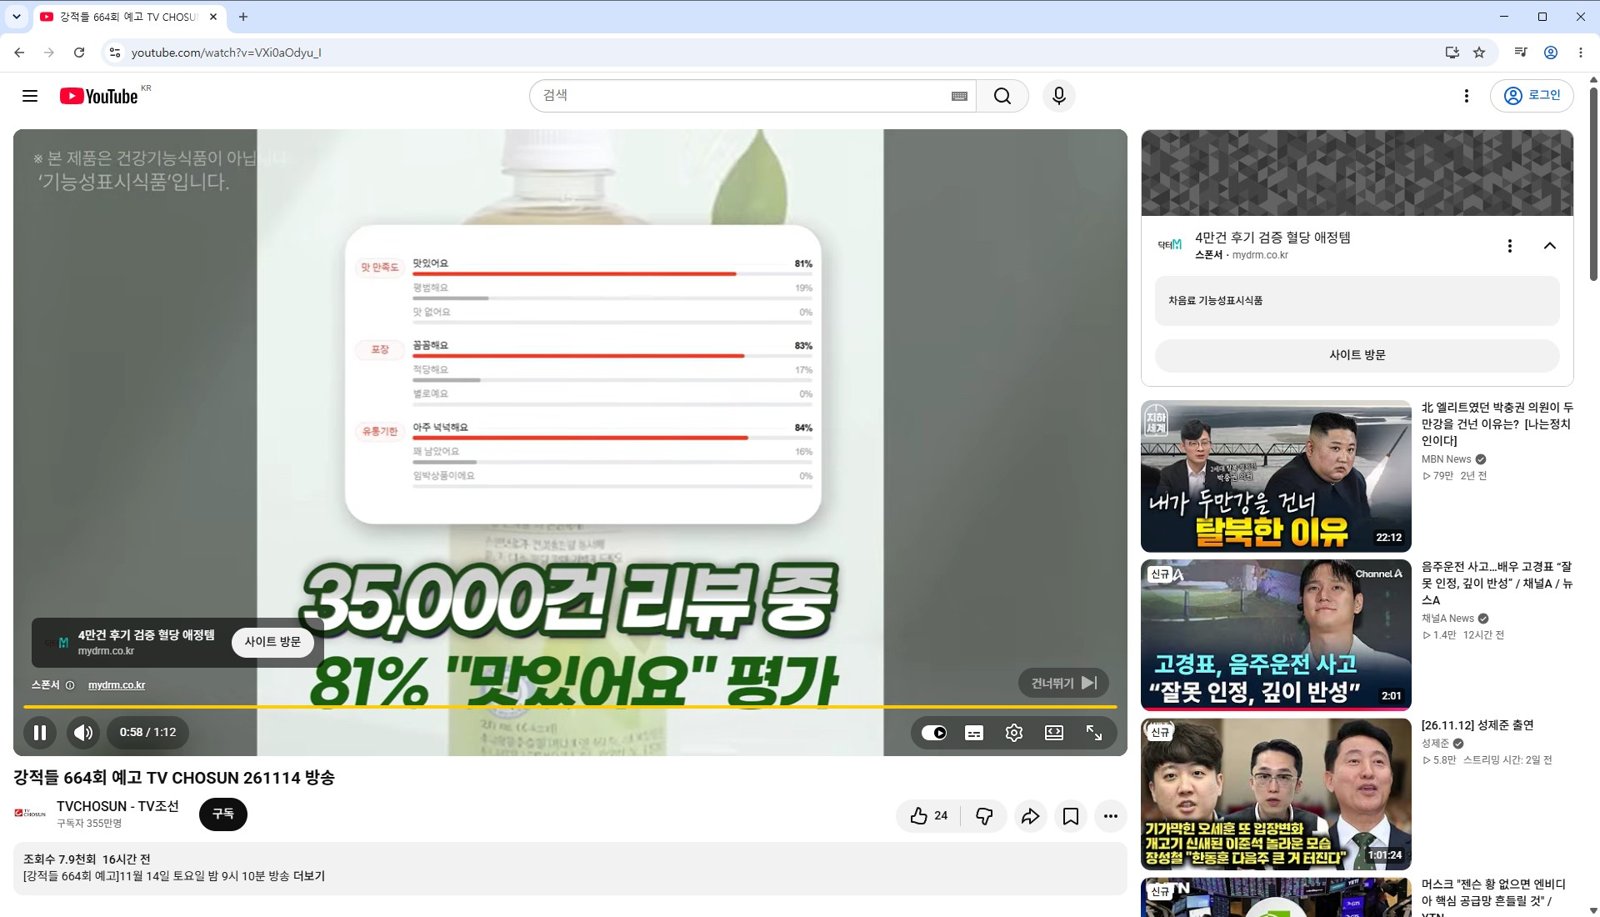 강적들 664회 예고 TV CHOSU
youtube.com/watch?v=VXi0aOdyu_I
YouTube KR
검색
로그인
※ 본 제품은 건강기능식품이 아닙니다.
‘기능성표시식품’입니다.
맛 만족도
맛있어요 81%
평범해요 19%
맛 없어요 0%
포장
꼼꼼해요 83%
적당해요 17%
별로예요 0%
유통기한
아주 넉넉해요 84%
꽤 남았어요 16%
임박상품이에요 0%
35,000건 리뷰 중
81% "맛있어요" 평가
닥터M
4만건 후기 검증 혈당 애정템
mydrm.co.kr
사이트 방문
스폰서 mydrm.co.kr
건너뛰기
0:58 / 1:12
강적들 664회 예고 TV CHOSUN 261114 방송
TV CHOSUN
TVCHOSUN - TV조선
구독자 355만명
구독
24
조회수 7.9천회 16시간 전
[강적들 664회 예고]11월 14일 토요일 밤 9시 10분 방송 더보기
닥터M
4만건 후기 검증 혈당 애정템
스폰서 · mydrm.co.kr
차음료 기능성표시식품
사이트 방문
지하
세계
박충권 의원
내가 두만강을 건너
탈북한 이유
22:12
北 엘리트였던 박충권 의원이 두
만강을 건넌 이유는? [나는정치
인이다]
MBN News
79만 2년 전
신규
Channel A
고경표, 음주운전 사고
“잘못 인정, 깊이 반성”
2:01
음주운전 사고…배우 고경표 “잘
못 인정, 깊이 반성” / 채널A / 뉴
스A
채널A News
1.4만 12시간 전
신규
기가막힌 오세훈 또 입장변화
개고기 신새된 이준석 놀라운 모습
장성철 "한동훈 다음주 큰 거 터진다"
1:01:24
[26.11.12] 성제준 출연
성제준
5.8만 스트리밍 시간: 2일 전
신규
머스크 "젠슨 황 없으면 엔비디
아 핵심 공급망 흔들릴 것" /
YTN